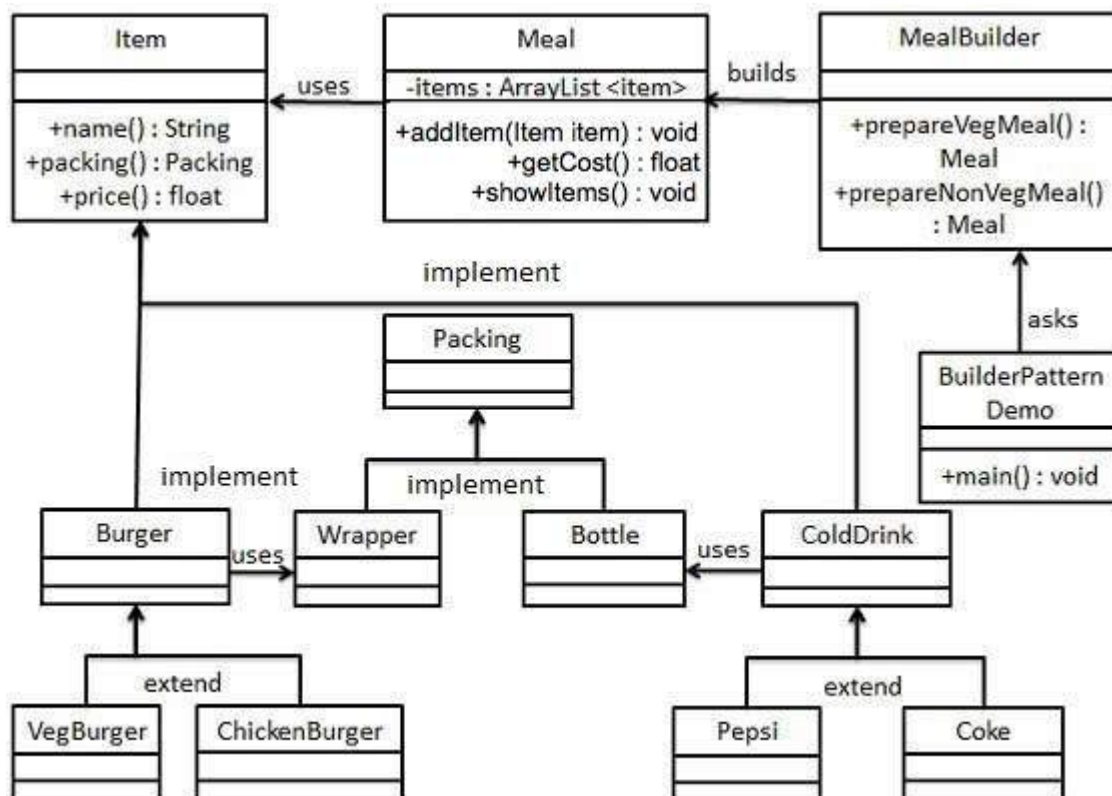 Item
+name() : String
+packing() : Packing
+price() : float
uses
Meal
-items : ArrayList <item>
+addItem(Item item) : void
+getCost() : float
+showItems() : void
builds
MealBuilder
+prepareVegMeal() :
Meal
+prepareNonVegMeal()
: Meal
implement
asks
Packing
BuilderPattern
Demo
+main() : void
implement
implement
Burger
uses
Wrapper
Bottle
uses
ColdDrink
extend
extend
VegBurger
ChickenBurger
Pepsi
Coke